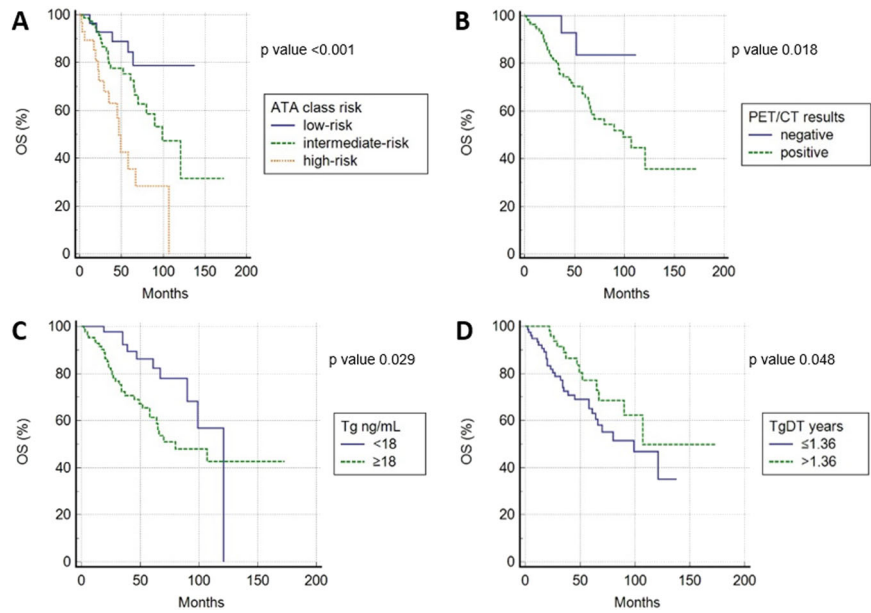 A
100
80
60
40
20
0
OS (%)
0 50 100 150 200
Months
p value <0.001
ATA class risk
low-risk
intermediate-risk
high-risk
B
100
80
60
40
20
0
OS (%)
0 50 100 150 200
Months
p value 0.018
PET/CT results
negative
positive
C
100
80
60
40
20
0
OS (%)
0 50 100 150 200
Months
p value 0.029
Tg ng/mL
<18
≥18
D
100
80
60
40
20
0
OS (%)
0 50 100 150 200
Months
p value 0.048
TgDT years
≤1.36
>1.36